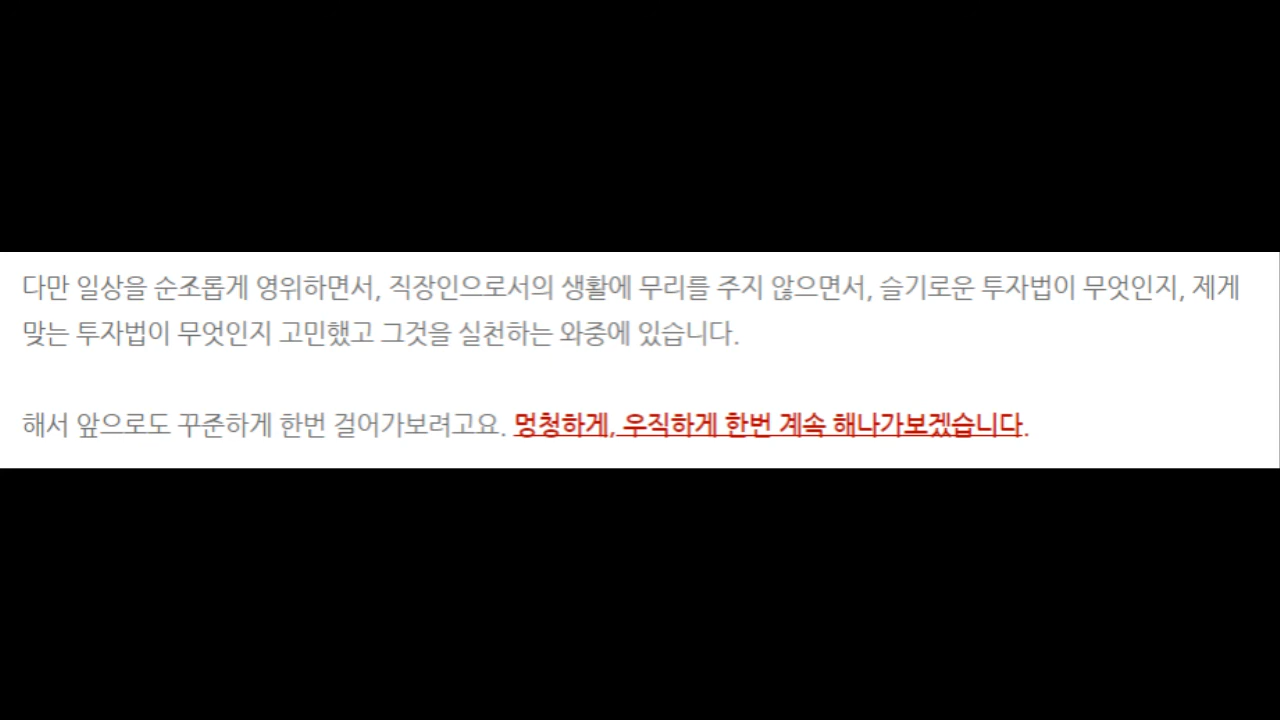 다만 일상을 순조롭게 영위하면서, 직장인으로서의 생활에 무리를 주지 않으면서, 슬기로운 투자법이 무엇인지, 제게
맞는 투자법이 무엇인지 고민했고 그것을 실천하는 와중에 있습니다.
해서 앞으로도 꾸준하게 한번 걸어가보려고요. 멍청하게, 우직하게 한번 계속 해나가보겠습니다.